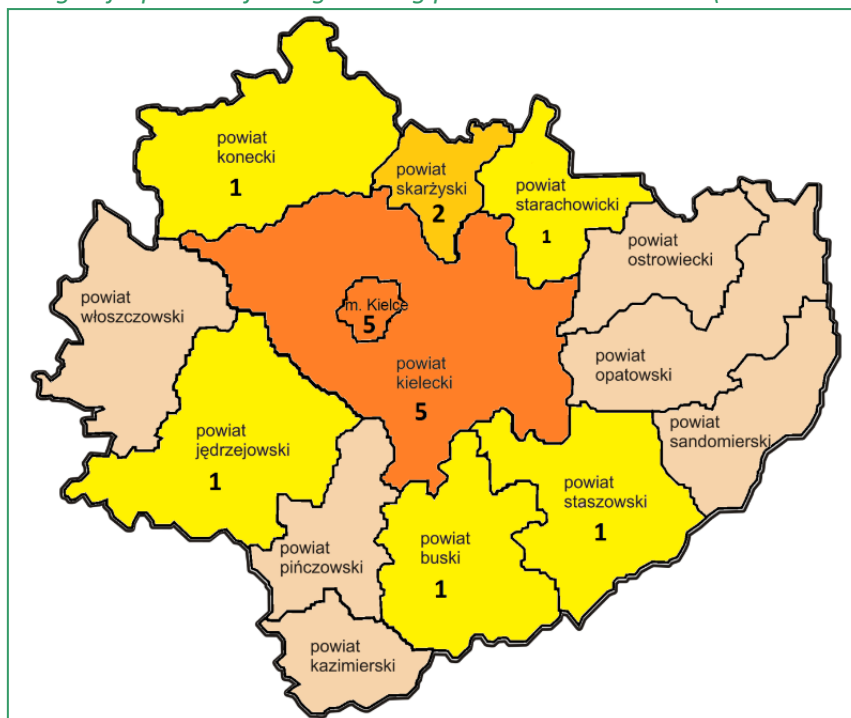 powiat
konecki
1
powiat
skarżyski
2
powiat
starachowicki
1
powiat
ostrowiecki
powiat
włoszczowski
m. Kielce
5
powiat
kielecki
5
powiat
opatowski
powiat
sandomierski
powiat
jędrzejowski
1
powiat
staszowski
1
powiat
pińczowski
powiat
buski
1
powiat
kazimierski